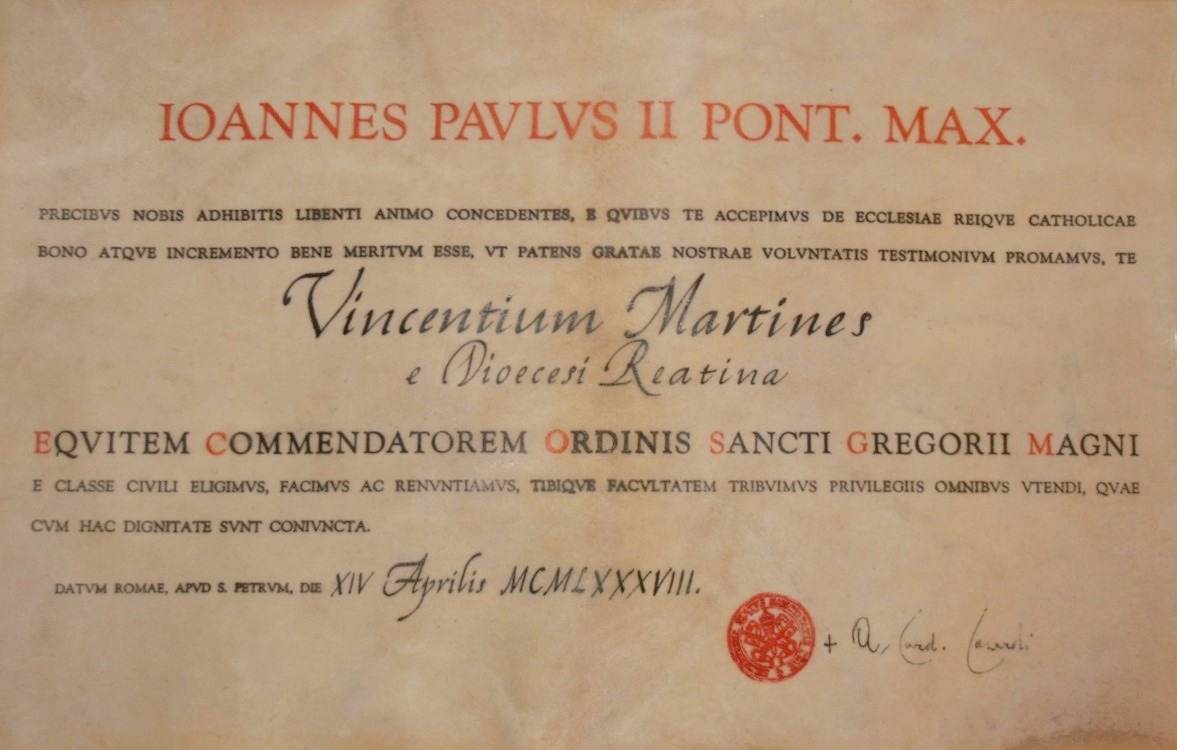 IOANNES PAVLVS II PONT. MAX.
PRECIBVS NOBIS ADHIBITIS LIBENTI ANIMO CONCEDENTES, E QVIBVS TE ACCEPIMVS DE ECCLESIAE REIQVE CATHOLICAE
BONO ATQVE INCREMENTO BENE MERITVM ESSE, VT PATENS GRATAE NOSTRAE VOLVNTATIS TESTIMONIVM PROMAMVS, TE
Vincentium Martines
e Dioecesi Reatina
EQVITEM COMMENDATOREM ORDINIS SANCTI GREGORII MAGNI
E CLASSE CIVILI ELIGIMVS, FACIMVS AC RENVNTIAMVS, TIBIQVE FACVLTATEM TRIBVIMVS PRIVILEGIIS OMNIBVS VTENDI, QVAE
CVM HAC DIGNITATE SVNT CONIVNCTA.
DATVM ROMAE, APVD S. PETRVM, DIE XIV Aprilis MCMLXXXVIII.
+ A. Card. Casaroli